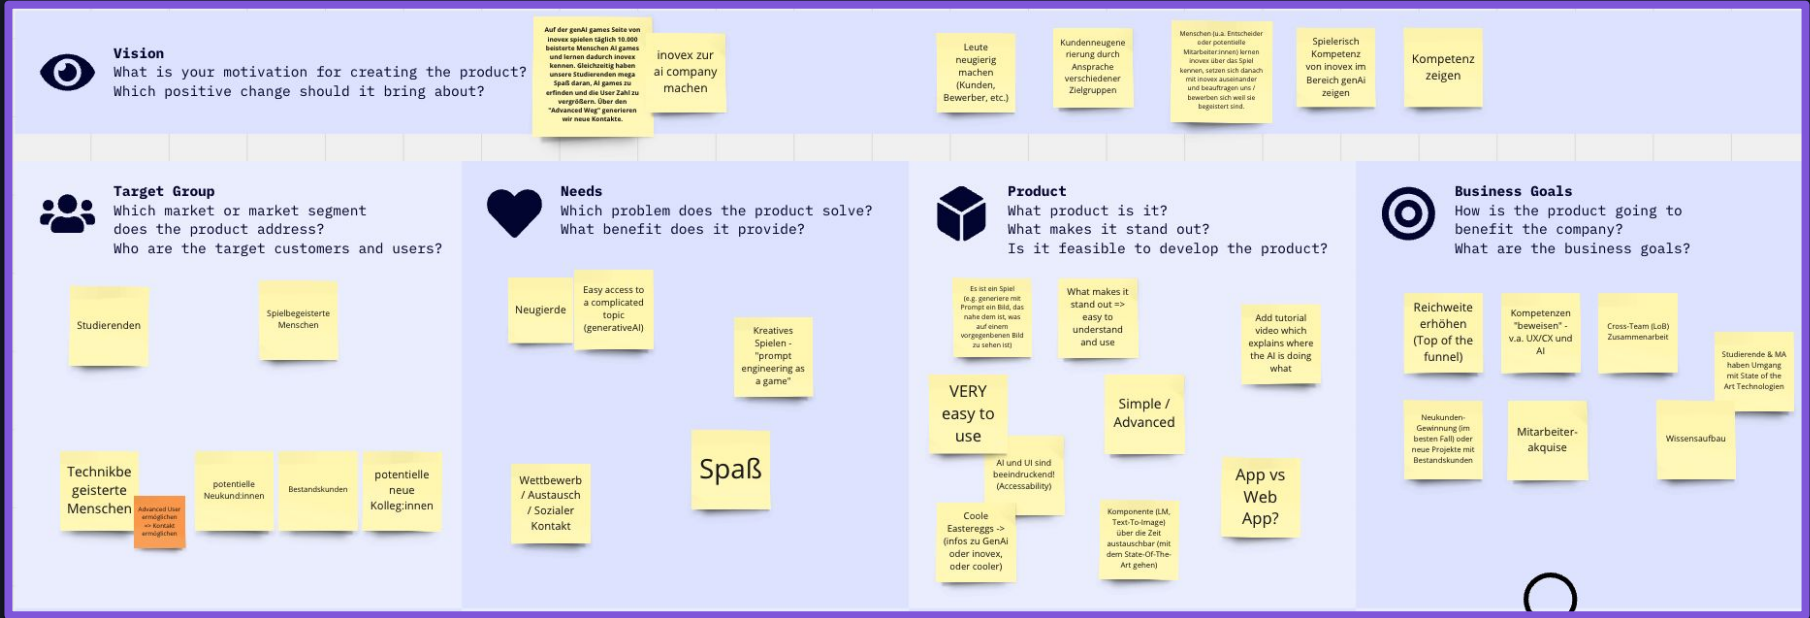 Vision
What is your motivation for creating the product?
Which positive change should it bring about?
Auf der genAI games Seite von
inovex spielen täglich 10.000
beisterte Menschen AI games
und lernen dadurch inovex
kennen. Gleichzeitig haben
unsere Studierenden mega
Spaß daran, AI games zu
erfinden und die User Zahl zu
vergrößern. Über den
"Advanced Weg" generieren
wir neue Kontakte.
inovex zur
ai company
machen
Leute
neugierig
machen
(Kunden,
Bewerber, etc.)
Kundenneugene
rierung durch
Ansprache
verschiedener
Zielgruppen
Menschen (u.a. Entscheider
oder potentielle
Mitarbeiter:innen) lernen
inovex über das Spiel
kennen, setzen sich danach
mit inovex auseinander
und beauftragen uns /
bewerben sich weil sie
begeistert sind.
Spielerisch
Kompetenz
von inovex im
Bereich genAi
zeigen
Kompetenz
zeigen
Target Group
Which market or market segment
does the product address?
Who are the target customers and users?
Studierenden
Spielbegeisterte
Menschen
Technikbe
geisterte
Menschen
Advanced User
ermöglichen
=> Kontakt
ermöglichen
potentielle
Neukund:innen
Bestandskunden
potentielle
neue
Kolleg:innen
Needs
Which problem does the product solve?
What benefit does it provide?
Neugierde
Easy access to
a complicated
topic
(generativeAI)
Kreatives
Spielen -
"prompt
engineering as
a game"
Spaß
Wettbewerb
/ Austausch
/ Sozialer
Kontakt
Product
What product is it?
What makes it stand out?
Is it feasible to develop the product?
Es ist ein Spiel
(e.g. generiere mit
Prompt ein Bild, das
nahe dem ist, was
auf einem
vorgegenbenen Bild
zu sehen ist)
What makes it
stand out =>
easy to
understand
and use
Add tutorial
video which
explains where
the AI is doing
what
VERY
easy to
use
Simple /
Advanced
AI und UI sind
beeindruckend!
(Accessability)
App vs
Web
App?
Coole
Eastereggs ->
(infos zu GenAi
oder inovex,
oder cooler)
Komponente (LM,
Text-To-Image)
über die Zeit
austauschbar (mit
dem State-Of-The-
Art gehen)
Business Goals
How is the product going to
benefit the company?
What are the business goals?
Reichweite
erhöhen
(Top of the
funnel)
Kompetenzen
"beweisen" -
v.a. UX/CX und
AI
Cross-Team (LoB)
Zusammenarbeit
Studierende & MA
haben Umgang
mit State of the
Art Technologien
Neukunden-
Gewinnung (im
besten Fall) oder
neue Projekte mit
Bestandskunden
Mitarbeiter-
akquise
Wissensaufbau